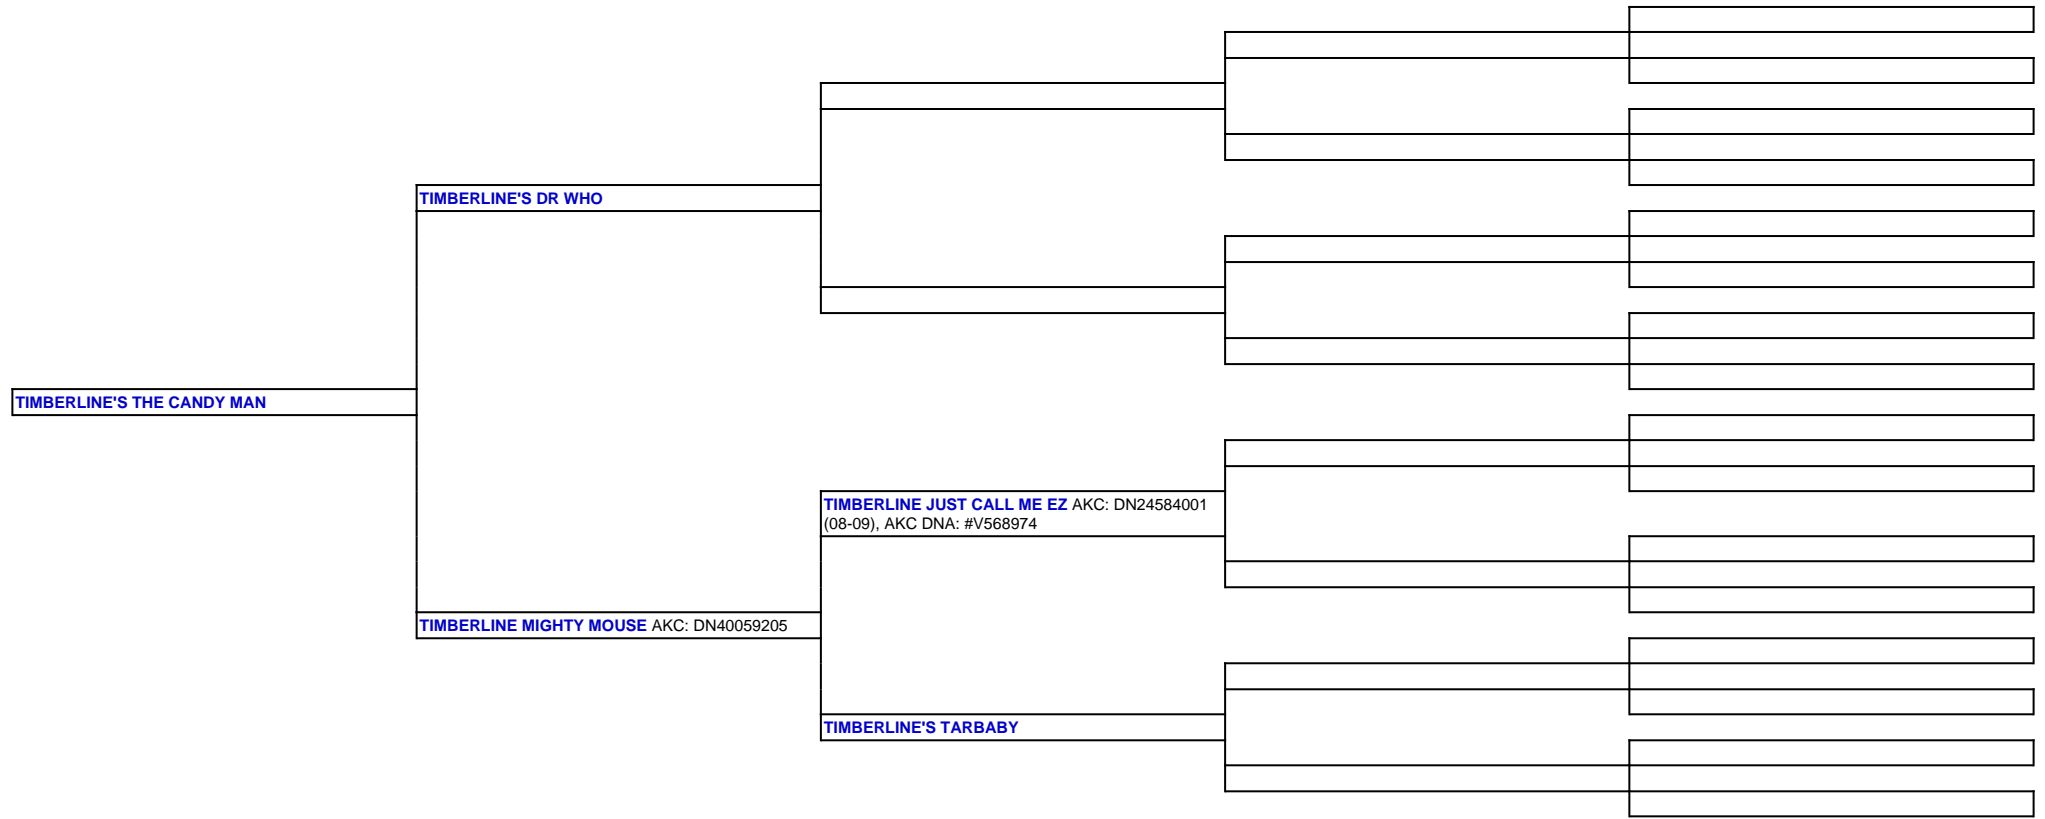 TIMBERLINE'S DR WHO
TIMBERLINE'S THE CANDY MAN
TIMBERLINE JUST CALL ME EZ AKC: DN24584001
(08-09), AKC DNA: #V568974
TIMBERLINE MIGHTY MOUSE AKC: DN40059205
TIMBERLINE'S TARBABY